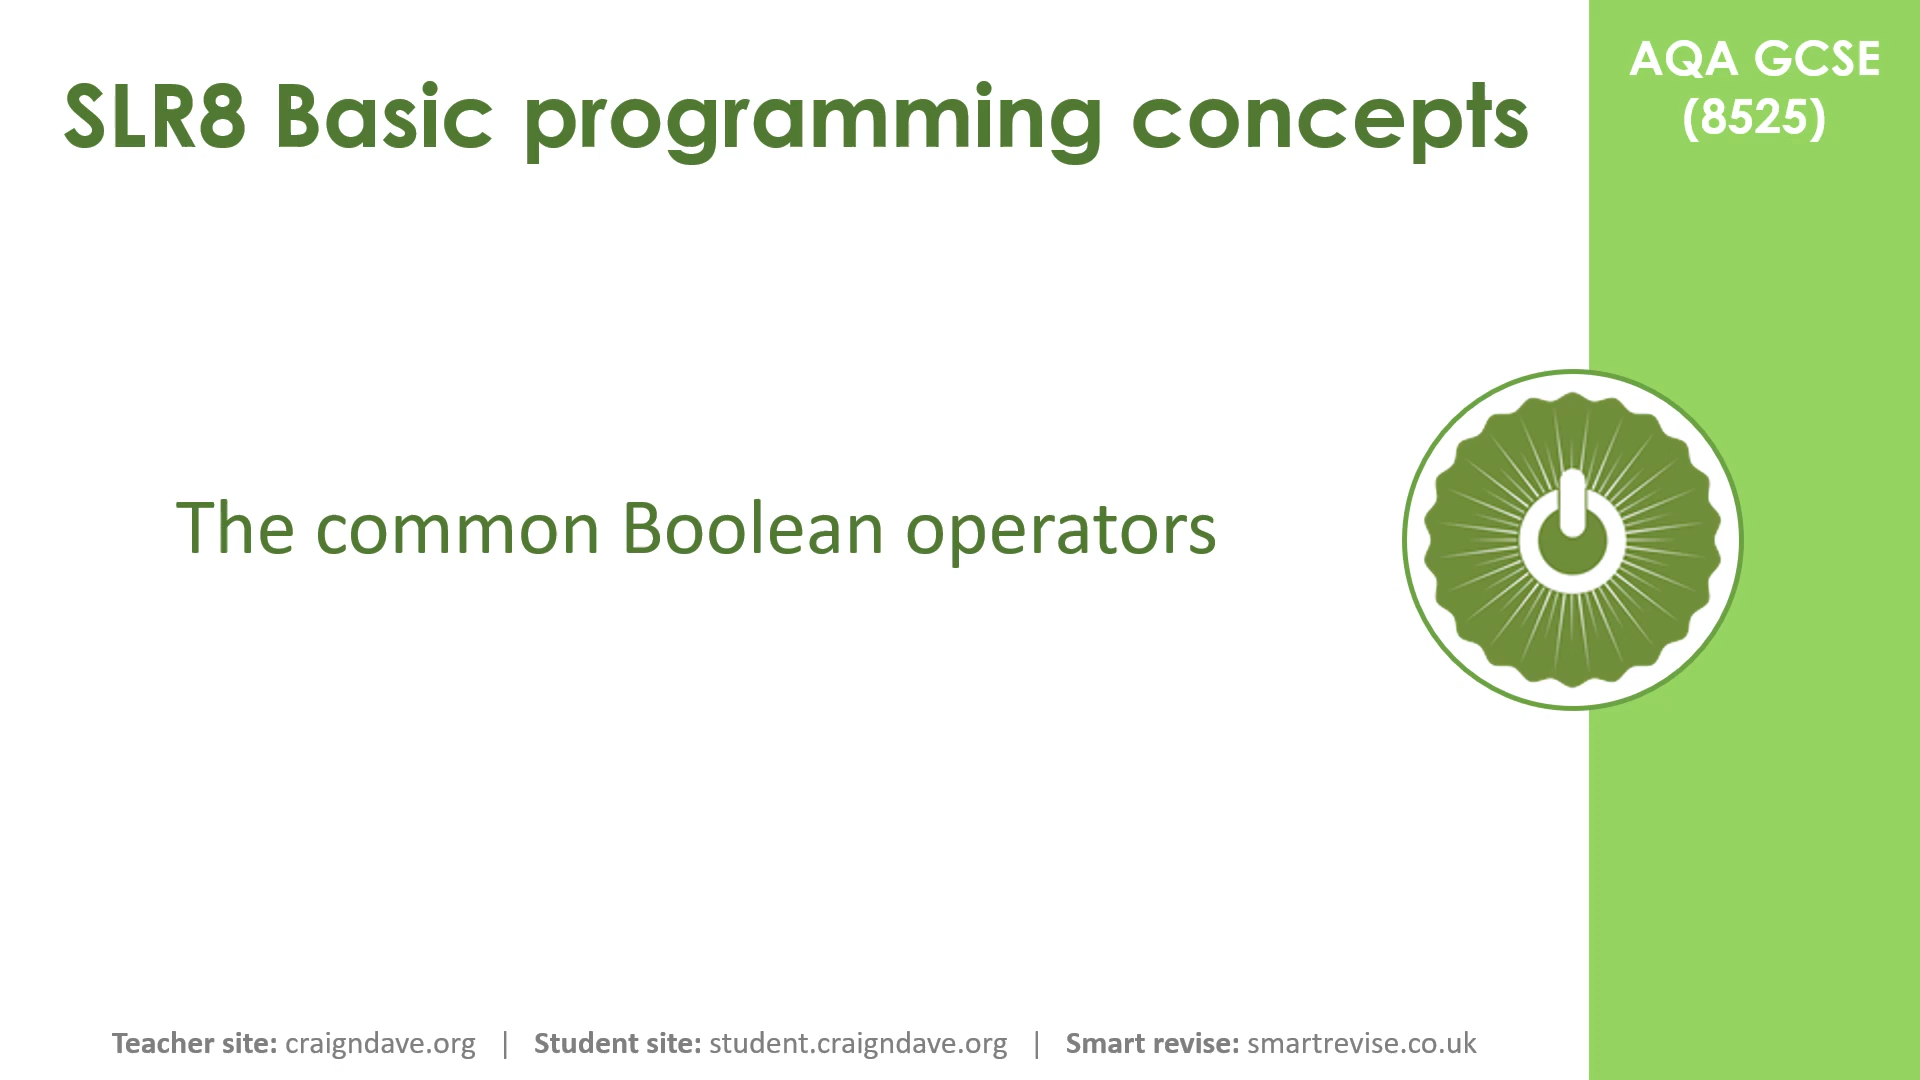 SLR8 Basic programming concepts
AQA GCSE
(8525)
The common Boolean operators
Teacher site: craigndave.org | Student site: student.craigndave.org | Smart revise: smartrevise.co.uk